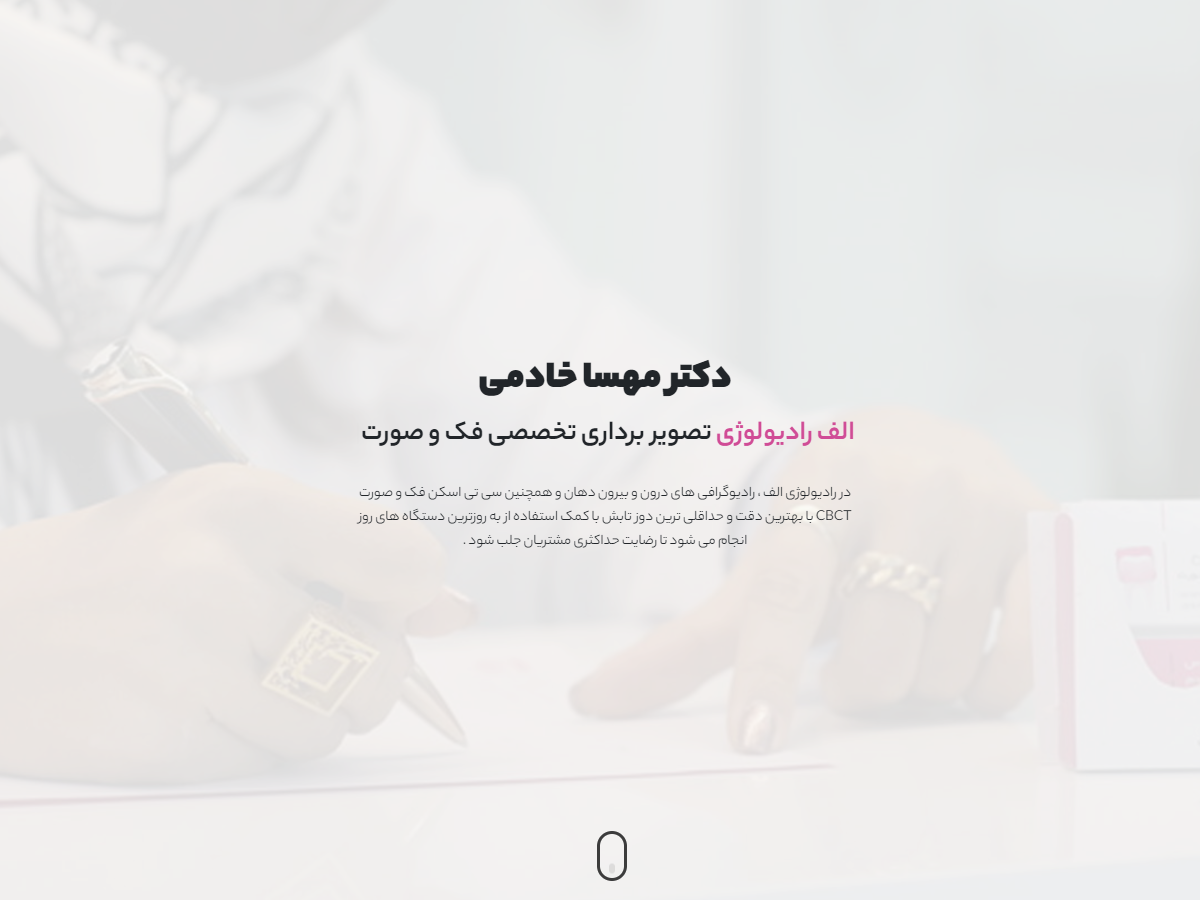 دکتر مهسا خادمی
الف رادیولوژی تصویر برداری تخصصی فک و صورت
در رادیولوژی الف ، رادیوگرافی های درون و بیرون دهان و همچنین سی تی اسکن فک و صورت
CBCT با بهترین دقت و حداقلی ترین دوز تابش با کمک استفاده از به روزترین دستگاه های روز
انجام می شود تا رضایت حداکثری مشتریان جلب شود .